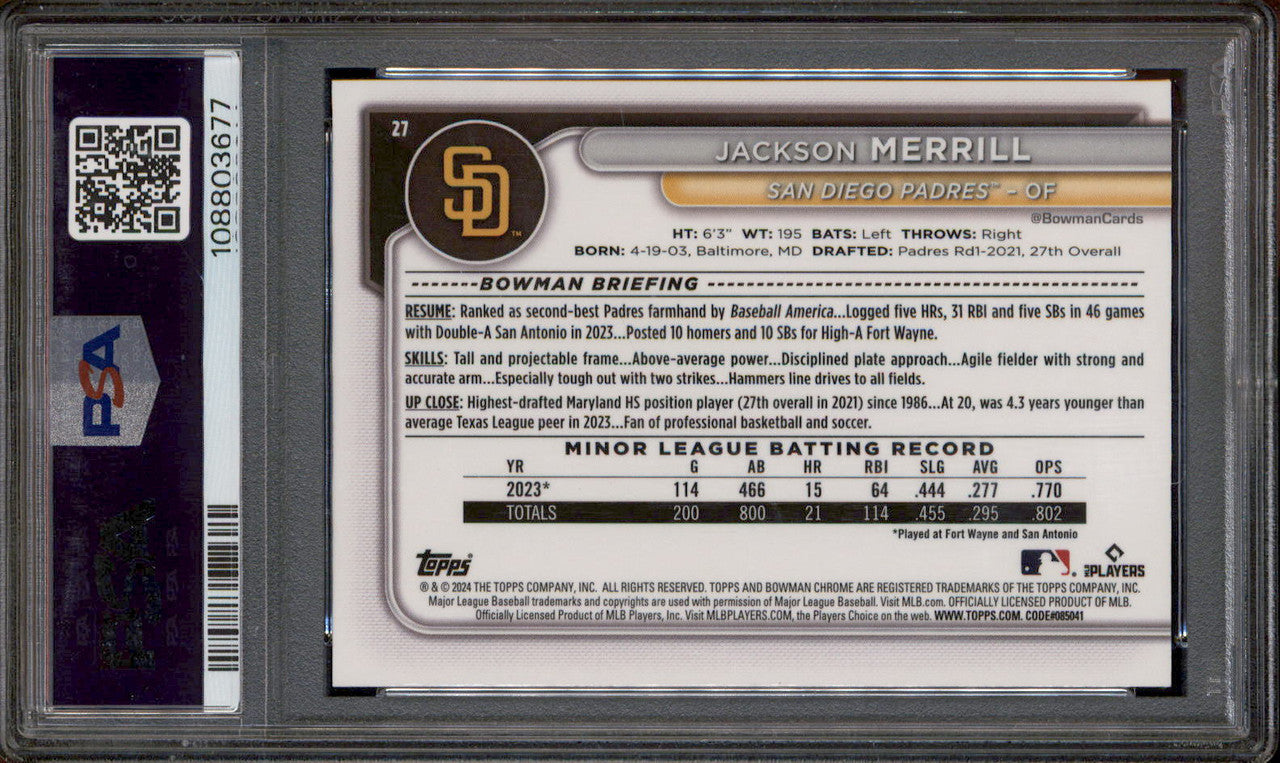 108803677
PSA
27
SD
JACKSON MERRILL
SAN DIEGO PADRES™ - OF
@BowmanCards
HT: 6'3" WT: 195 BATS: Left THROWS: Right
BORN: 4-19-03, Baltimore, MD DRAFTED: Padres Rd1-2021, 27th Overall
BOWMAN BRIEFING
RESUME: Ranked as second-best Padres farmhand by Baseball America...Logged five HRs, 31 RBI and five SBs in 46 games
with Double-A San Antonio in 2023...Posted 10 homers and 10 SBs for High-A Fort Wayne.
SKILLS: Tall and projectable frame...Above-average power...Disciplined plate approach...Agile fielder with strong and
accurate arm...Especially tough out with two strikes...Hammers line drives to all fields.
UP CLOSE: Highest-drafted Maryland HS position player (27th overall in 2021) since 1986...At 20, was 4.3 years younger than
average Texas League peer in 2023...Fan of professional basketball and soccer.
MINOR LEAGUE BATTING RECORD
YR G AB HR RBI SLG AVG OPS
2023* 114 466 15 64 .444 .277 .770
TOTALS 200 800 21 114 .455 .295 .802
*Played at Fort Wayne and San Antonio
Topps
MLB PLAYERS
® & © 2024 THE TOPPS COMPANY, INC. ALL RIGHTS RESERVED. TOPPS AND BOWMAN CHROME ARE REGISTERED TRADEMARKS OF THE TOPPS COMPANY, INC.
Major League Baseball trademarks and copyrights are used with permission of Major League Baseball. Visit MLB.com. OFFICIALLY LICENSED PRODUCT OF MLB.
Officially Licensed Product of MLB Players, Inc. Visit MLBPLAYERS.COM, the Players Choice on the web. WWW.TOPPS.COM. CODE#085041